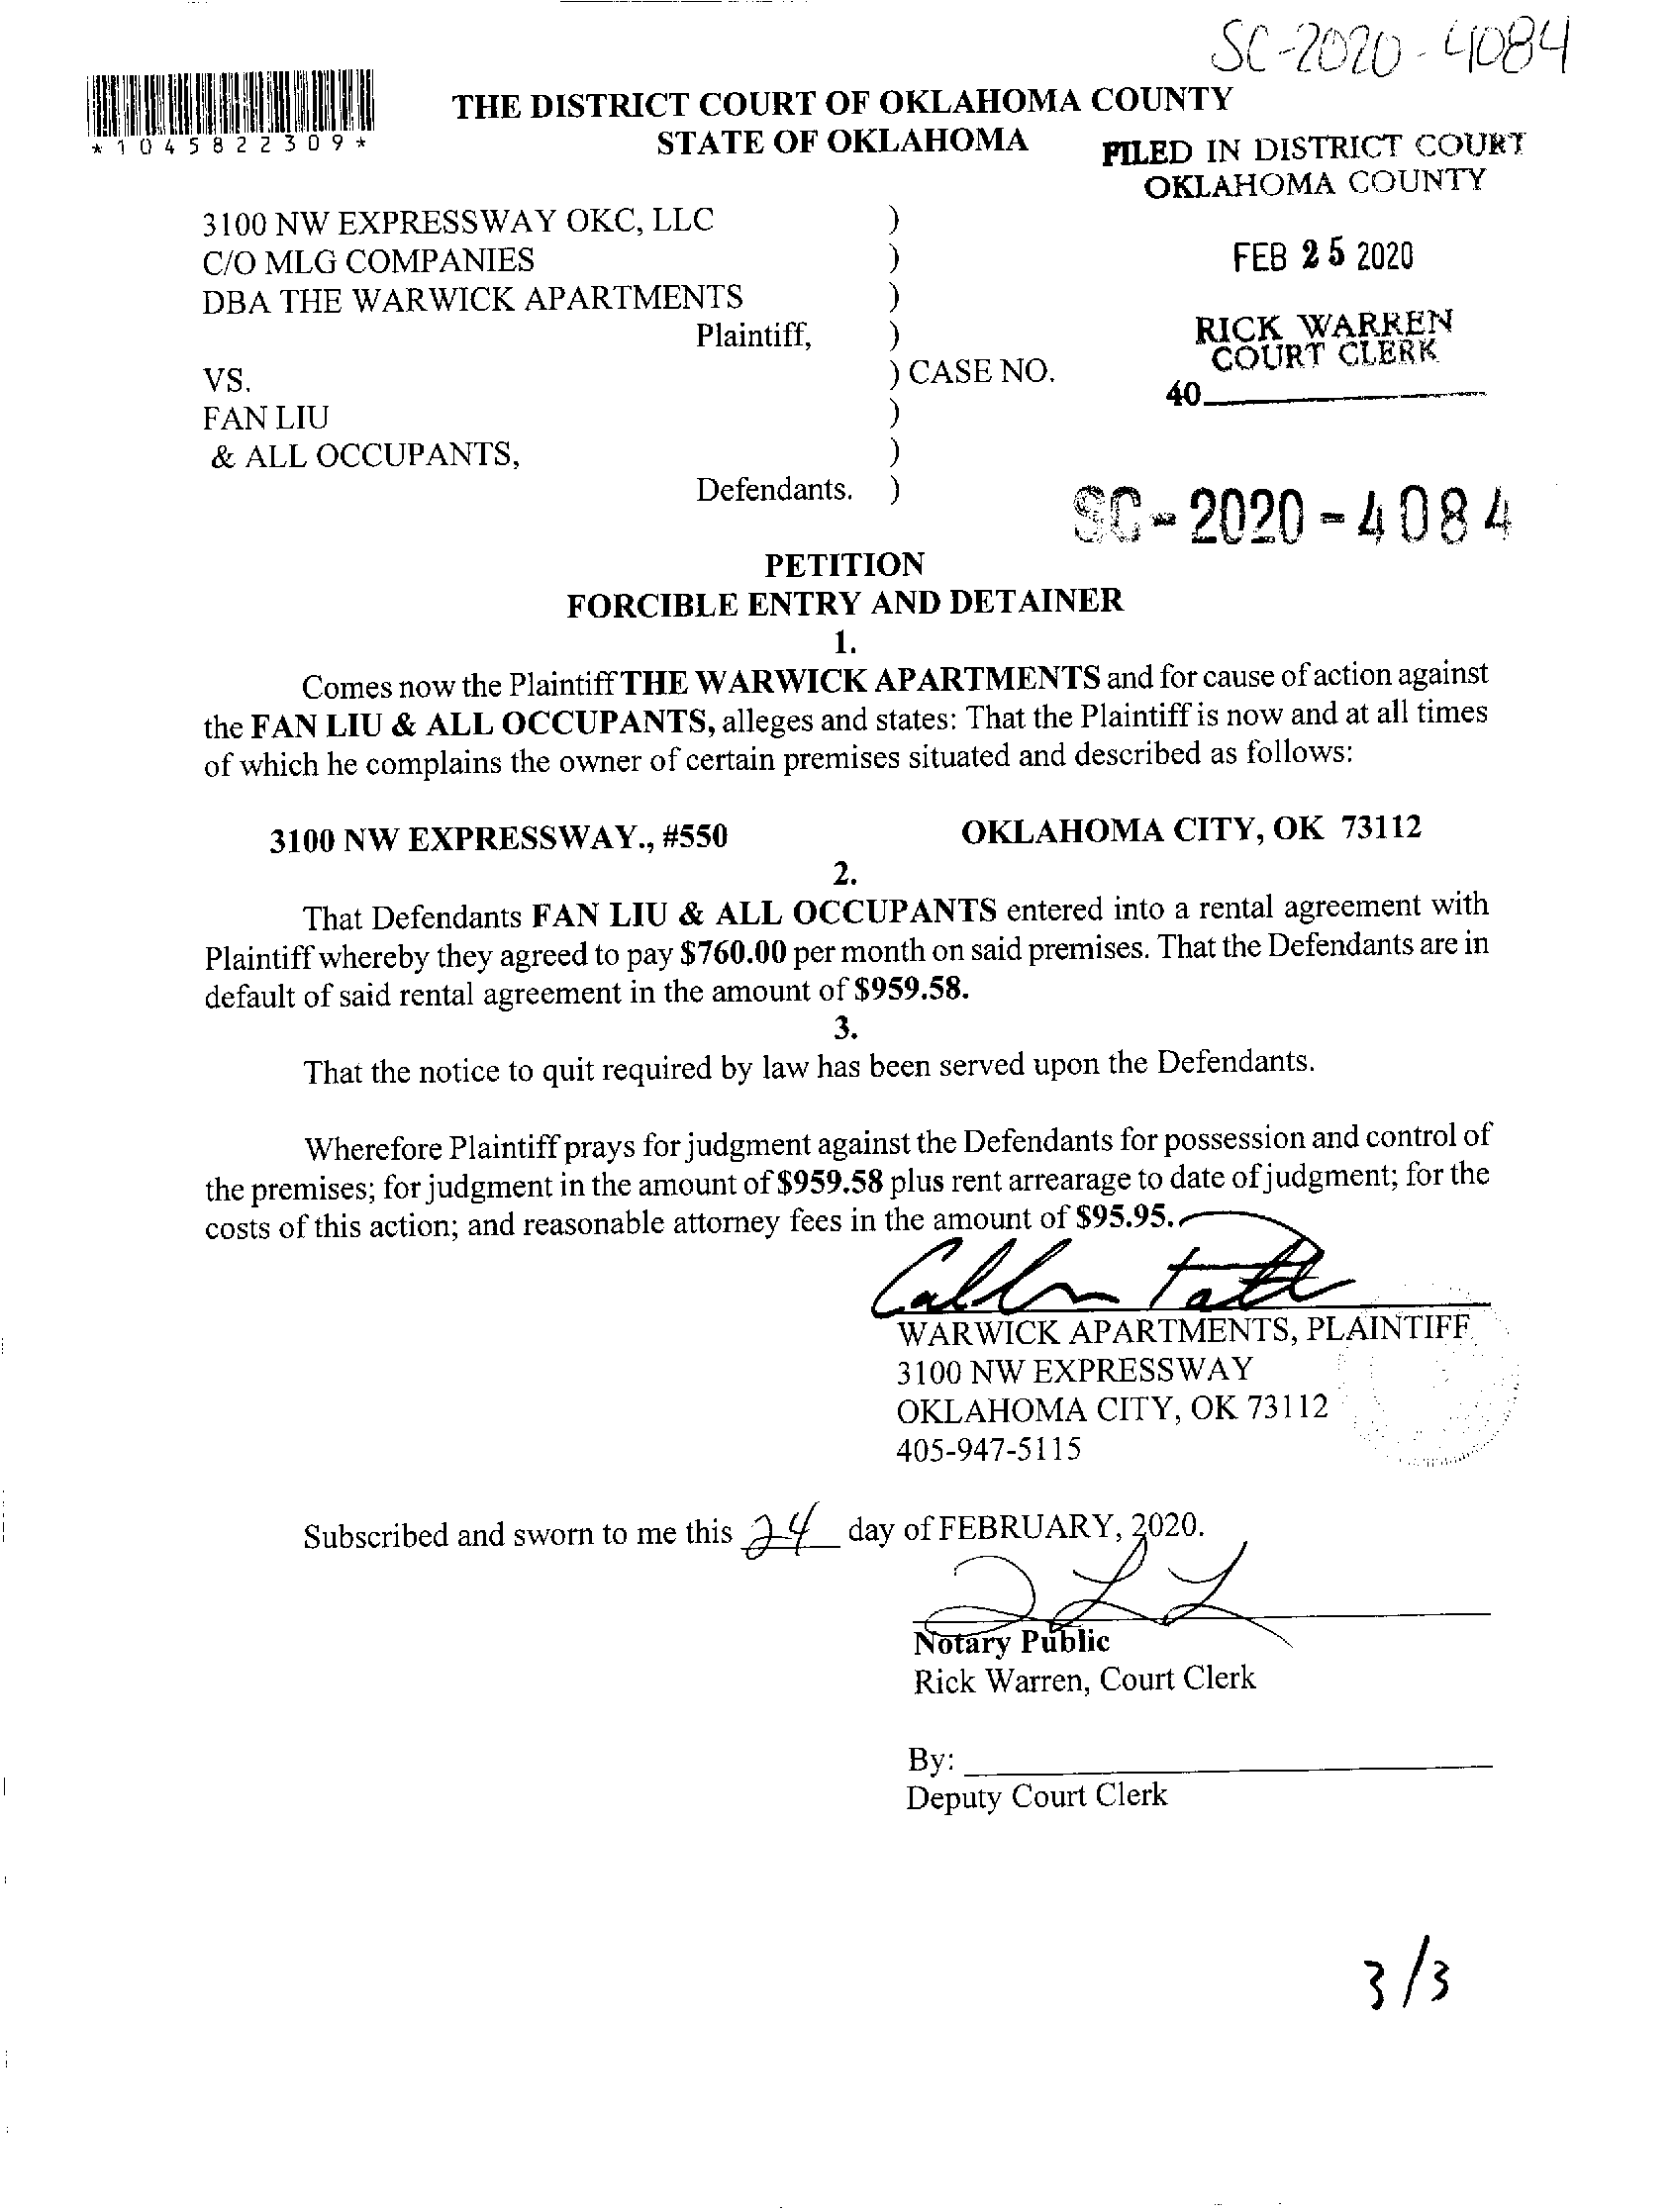 SC-2020-4084
*1045822309*
THE DISTRICT COURT OF OKLAHOMA COUNTY
STATE OF OKLAHOMA
FILED IN DISTRICT COURT
OKLAHOMA COUNTY
3100 NW EXPRESSWAY OKC, LLC )
C/O MLG COMPANIES )
FEB 25 2020
DBA THE WARWICK APARTMENTS )
Plaintiff, )
RICK WARREN
COURT CLERK
VS. ) CASE NO.
40
FAN LIU )
& ALL OCCUPANTS, )
Defendants. )
SC-2020-4084
PETITION
FORCIBLE ENTRY AND DETAINER
1.
Comes now the Plaintiff THE WARWICK APARTMENTS and for cause of action against
the FAN LIU & ALL OCCUPANTS, alleges and states: That the Plaintiff is now and at all times
of which he complains the owner of certain premises situated and described as follows:
3100 NW EXPRESSWAY., #550 OKLAHOMA CITY, OK 73112
2.
That Defendants FAN LIU & ALL OCCUPANTS entered into a rental agreement with
Plaintiff whereby they agreed to pay $760.00 per month on said premises. That the Defendants are in
default of said rental agreement in the amount of $959.58.
3.
That the notice to quit required by law has been served upon the Defendants.
Wherefore Plaintiff prays for judgment against the Defendants for possession and control of
the premises; for judgment in the amount of $959.58 plus rent arrearage to date of judgment; for the
costs of this action; and reasonable attorney fees in the amount of $95.95.
WARWICK APARTMENTS, PLAINTIFF
3100 NW EXPRESSWAY
OKLAHOMA CITY, OK 73112
405-947-5115
Subscribed and sworn to me this 24 day of FEBRUARY, 2020.
Notary Public
Rick Warren, Court Clerk
By:
Deputy Court Clerk
3/3